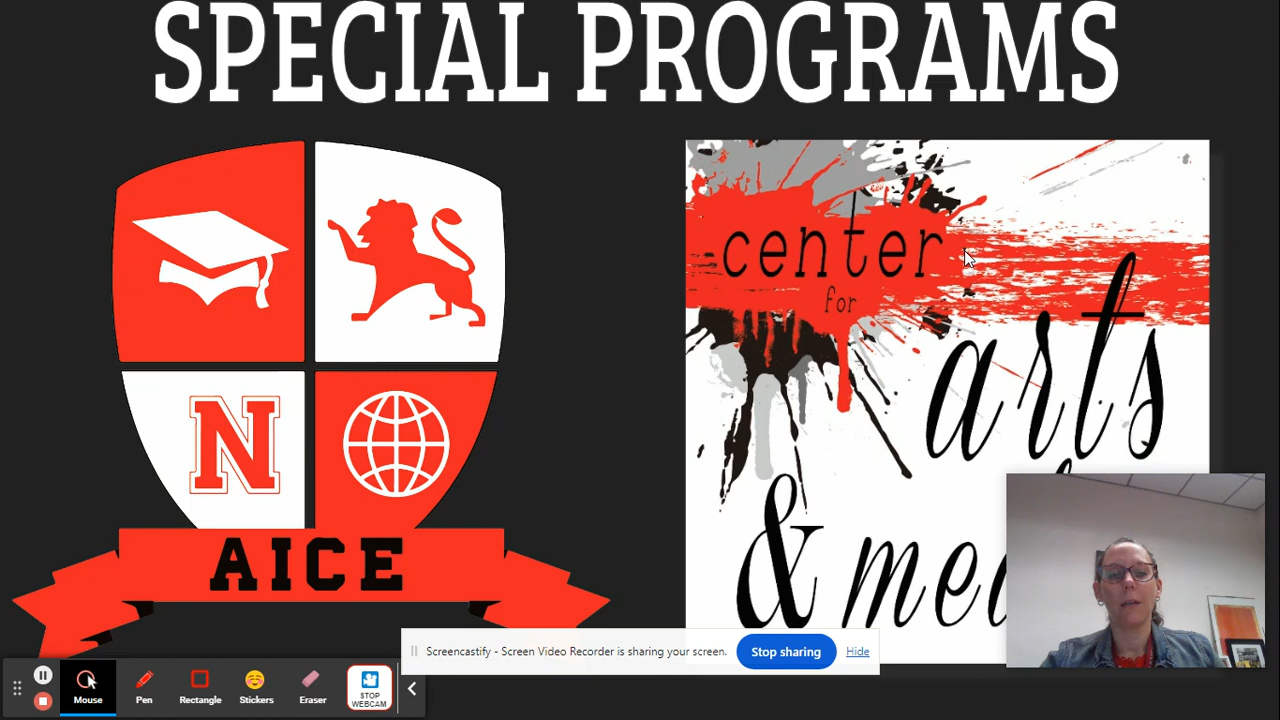 SPECIAL PROGRAMS
center
for
arts
& me
N
AICE
Screencastify - Screen Video Recorder is sharing your screen.
Stop sharing
Hide
Mouse
Pen
Rectangle
Stickers
Eraser
STOP
WEBCAM